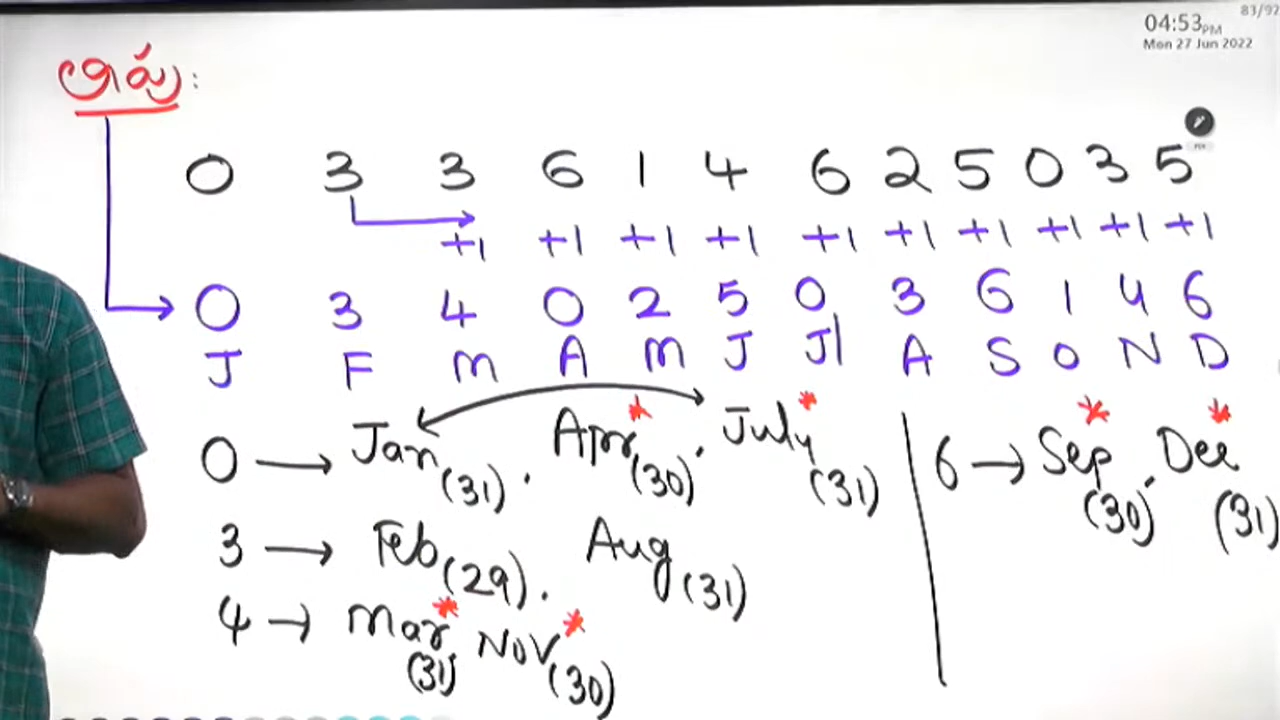 83/92
04:53PM
Mon 27 Jun 2022
0 3 3 6 1 4 6 2 5 0 3 5
+1 +1 +1 +1 +1 +1 +1 +1 +1 +1
0 3 4 0 2 5 0 3 6 1 4 6
J F M A M J Jl A S O N D
0 → Jan (31). Apr* (30), July* (31)
3 → Feb (29). Aug (31)
4 → Mar* (31) Nov* (30)
6 → Sep* (30), Dec* (31)